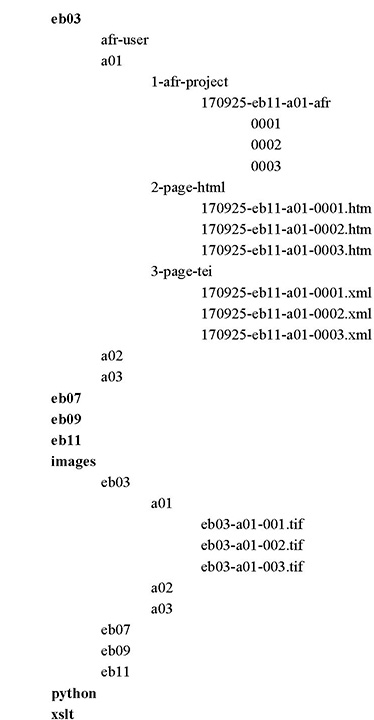 eb03
afr-user
a01
1-afr-project
170925-eb11-a01-afr
0001
0002
0003
2-page-html
170925-eb11-a01-0001.htm
170925-eb11-a01-0002.htm
170925-eb11-a01-0003.htm
3-page-tei
170925-eb11-a01-0001.xml
170925-eb11-a01-0002.xml
170925-eb11-a01-0003.xml
a02
a03
eb07
eb09
eb11
images
eb03
a01
eb03-a01-001.tif
eb03-a01-002.tif
eb03-a01-003.tif
a02
a03
eb07
eb09
eb11
python
xslt